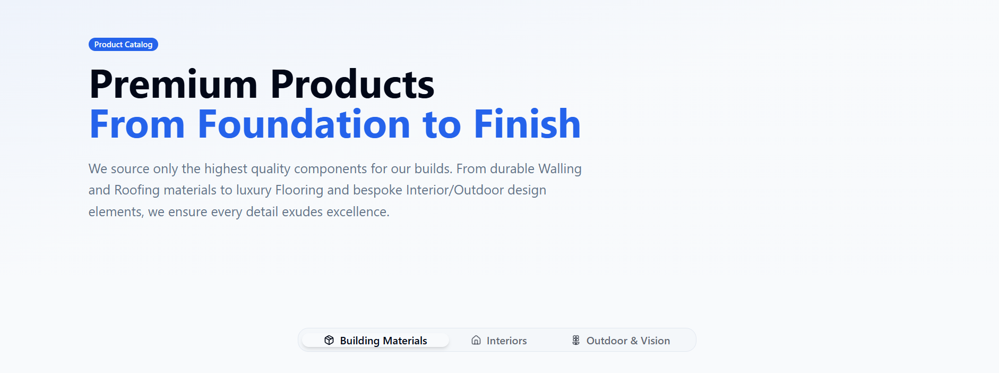 Product Catalog
Premium Products
From Foundation to Finish
We source only the highest quality components for our builds. From durable Walling
and Roofing materials to luxury Flooring and bespoke Interior/Outdoor design
elements, we ensure every detail exudes excellence.
Building Materials
Interiors
Outdoor & Vision